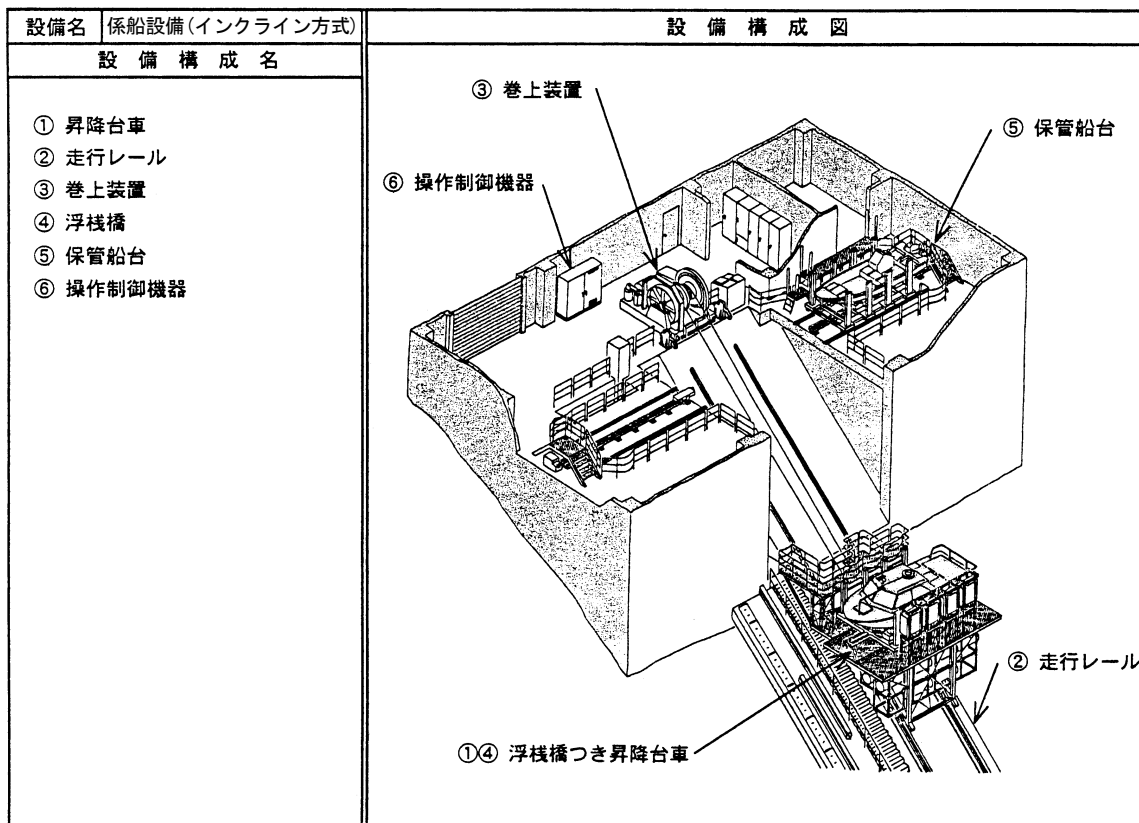 設備名 係船設備(インクライン方式)
設備構成図
設備構成名
① 昇降台車
② 走行レール
③ 巻上装置
④ 浮桟橋
⑤ 保管船台
⑥ 操作制御機器
③ 巻上装置
⑤ 保管船台
⑥ 操作制御機器
② 走行レール
①④ 浮桟橋つき昇降台車